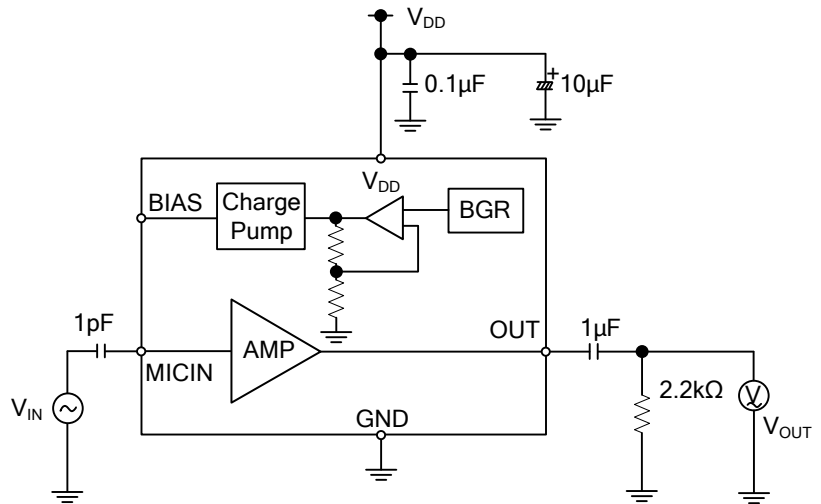 VDD
0.1µF
10µF
+
VDD
BIAS
Charge
Pump
BGR
1pF
MICIN
AMP
OUT
1µF
VIN
GND
2.2kΩ
V
VOUT